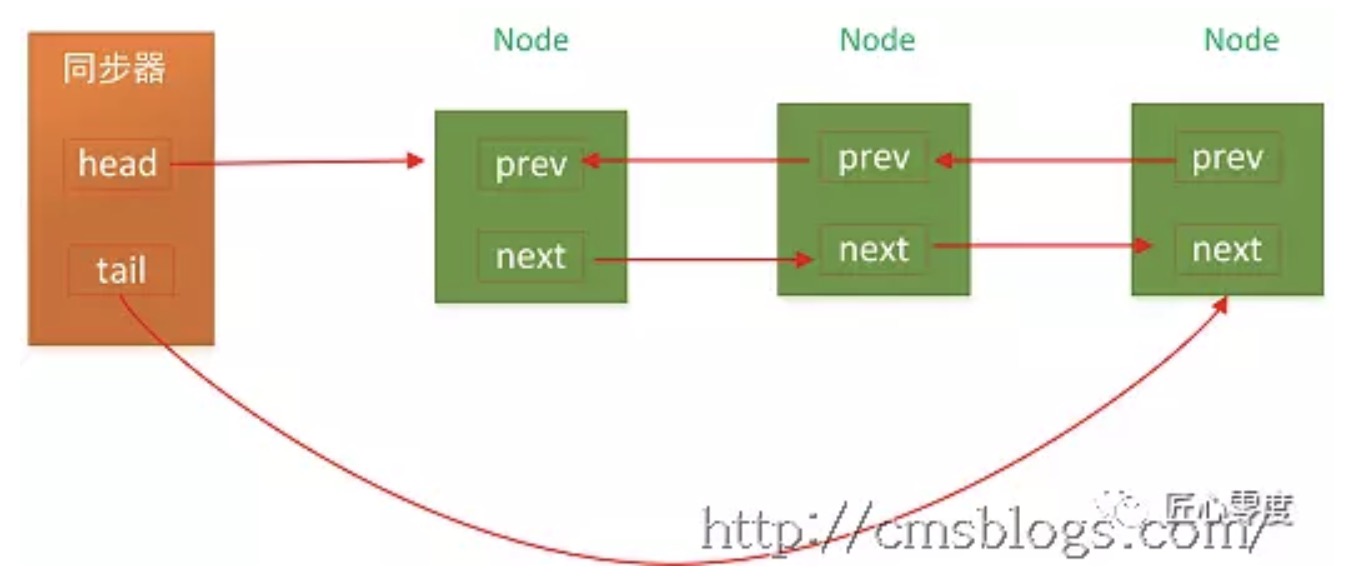 Node
Node
Node
同步器
head
tail
prev
next
prev
next
prev
next
匠心零度
http://cmsblogs.com/